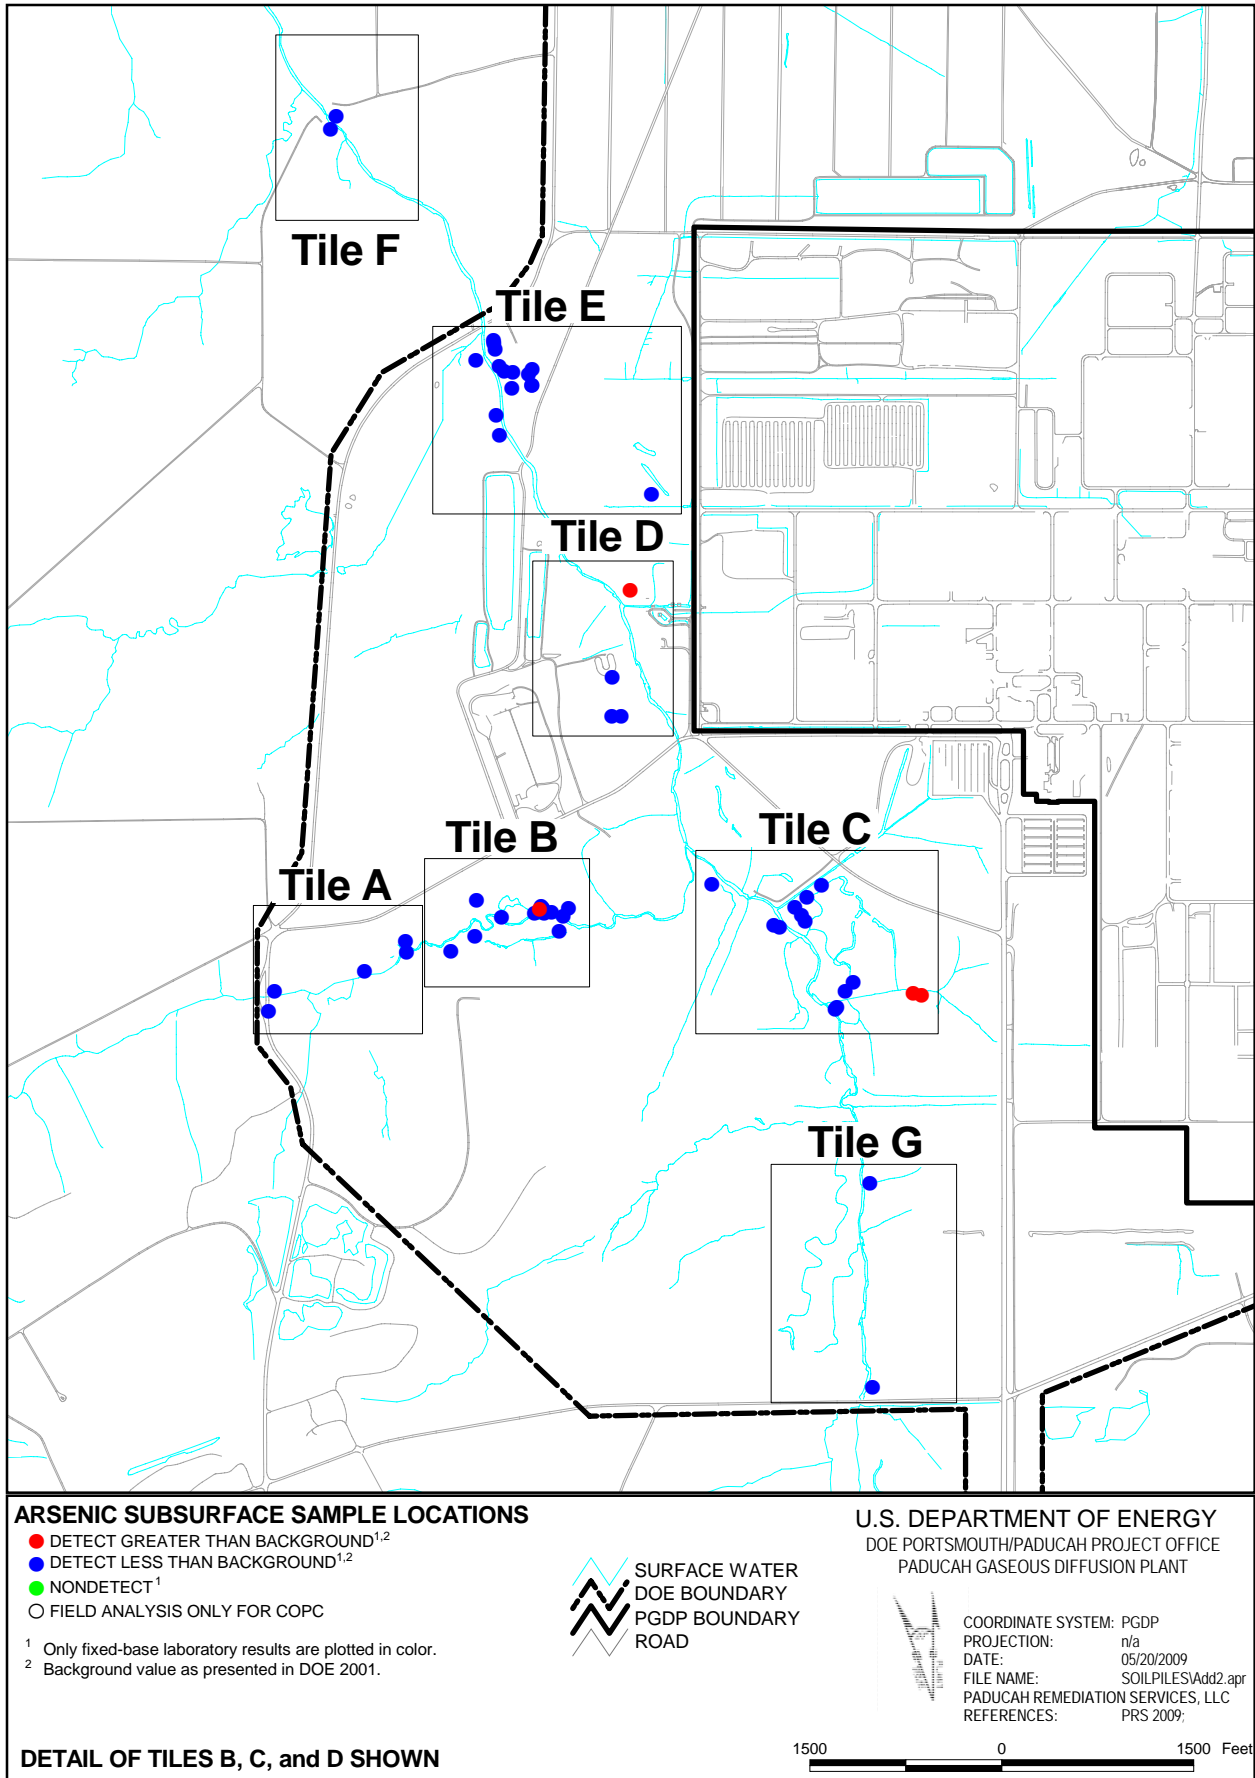 Tile F
Tile E
Tile D
Tile B
Tile C
Tile A
Tile G
ARSENIC SUBSURFACE SAMPLE LOCATIONS
DETECT GREATER THAN BACKGROUND1,2
DETECT LESS THAN BACKGROUND1,2
NONDETECT1
FIELD ANALYSIS ONLY FOR COPC
1 Only fixed-base laboratory results are plotted in color.
2 Background value as presented in DOE 2001.
DETAIL OF TILES B, C, and D SHOWN
SURFACE WATER
DOE BOUNDARY
PGDP BOUNDARY
ROAD
U.S. DEPARTMENT OF ENERGY
DOE PORTSMOUTH/PADUCAH PROJECT OFFICE
PADUCAH GASEOUS DIFFUSION PLANT
COORDINATE SYSTEM: PGDP
PROJECTION: n/a
DATE: 05/20/2009
FILE NAME: SOILPILES\Add2.apr
PADUCAH REMEDIATION SERVICES, LLC
REFERENCES: PRS 2009;
1500 0 1500 Feet